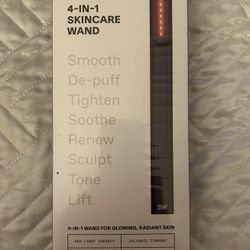 4-IN-1
SKINCARE
WAND
Smooth
De-puff
Tighten
Soothe
Renew
Sculpt
Tone
Lift
SW
4-IN-1 WAND FOR GLOWING, RADIANT SKIN
RED LIGHT THERAPY
GALVANIC CURRENT